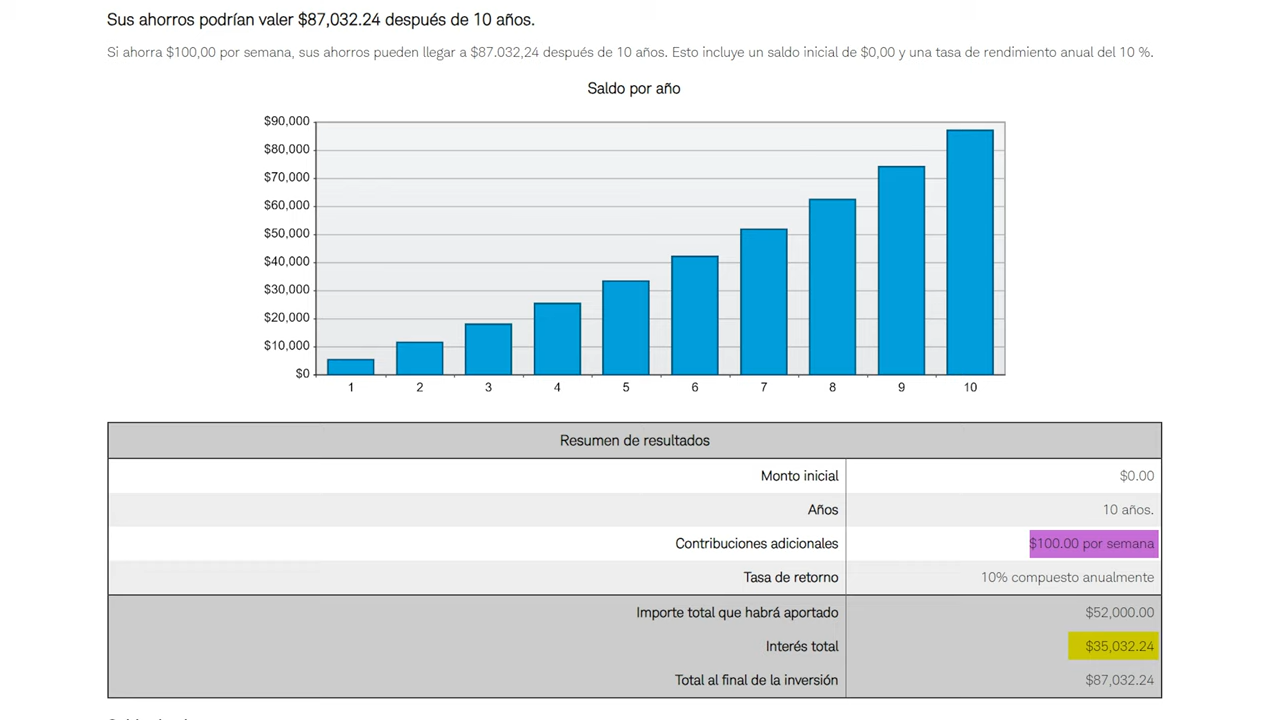 Sus ahorros podrían valer $87,032.24 después de 10 años.
Si ahorra $100,00 por semana, sus ahorros pueden llegar a $87.032,24 después de 10 años. Esto incluye un saldo inicial de $0,00 y una tasa de rendimiento anual del 10 %.
Saldo por año
$90,000
$80,000
$70,000
$60,000
$50,000
$40,000
$30,000
$20,000
$10,000
$0
1 2 3 4 5 6 7 8 9 10
Resumen de resultados
Monto inicial $0.00
Años 10 años.
Contribuciones adicionales $100.00 por semana
Tasa de retorno 10% compuesto anualmente
Importe total que habrá aportado $52,000.00
Interés total $35,032.24
Total al final de la inversión $87,032.24